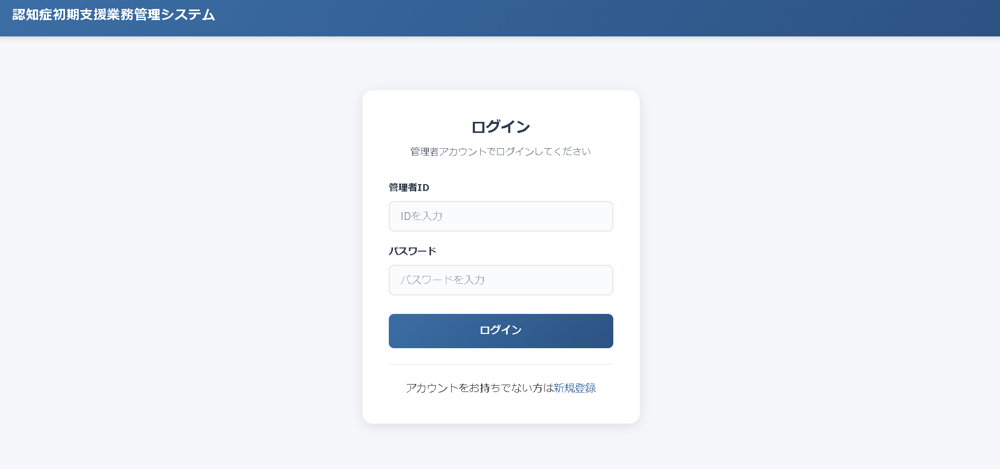 認知症初期支援業務管理システム
ログイン
管理者アカウントでログインしてください
管理者ID
IDを入力
パスワード
パスワードを入力
ログイン
アカウントをお持ちでない方は新規登録